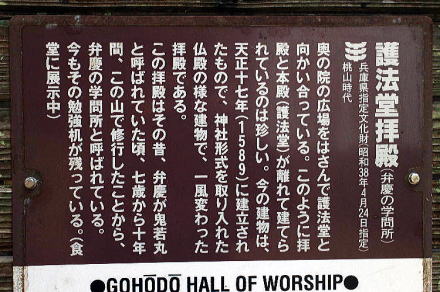 護法堂拝殿(弁慶の学問所)
兵庫県指定文化財(昭和38年4月24日指定)
桃山時代
奥の院の広場をはさんで護法堂と
向かい合っている。このように拝
殿と本殿(護法堂)が離れて建てら
れているのは珍しい。今の建物は、
天正十七年(1589)に建立され
たもので、神社形式を取り入れた
仏殿の様な建物で、一風変わった
拝殿である。
この拝殿はその昔、弁慶が鬼若丸
と呼ばれていた頃、七歳から十年
間、この山で修行したことから、
弁慶の学問所と呼ばれている。
今もその勉強机が残っている。(食
堂に展示中)
●GOHŌDŌ HALL OF WORSHIP●